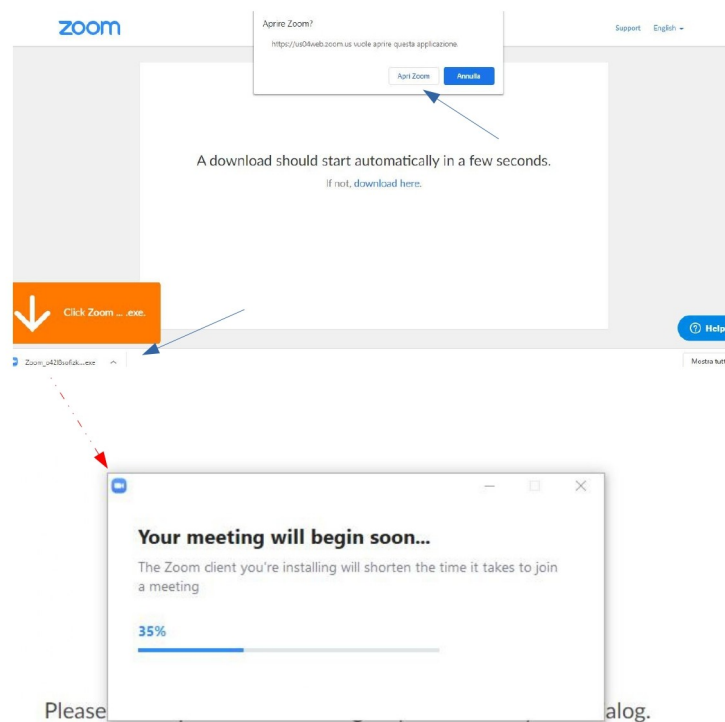 zoom
Aprire Zoom?
https://us04web.zoom.us vuole aprire questa applicazione.
Apri Zoom
Annulla
Support
English
A download should start automatically in a few seconds.
If not, download here.
Click Zoom ... .exe.
Help
exe
Mostra tutt
Your meeting will begin soon...
The Zoom client you're installing will shorten the time it takes to join
a meeting
35%
Please
alog.